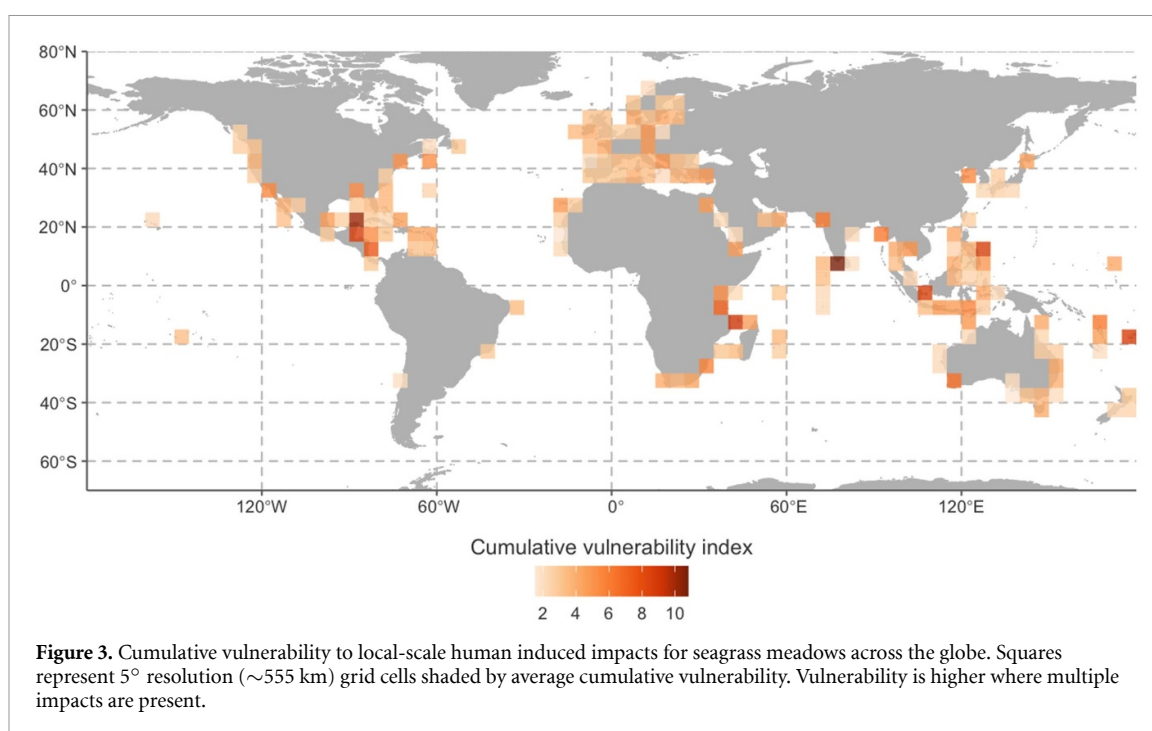 80°N
60°N
40°N
20°N
0°
20°S
40°S
60°S
120°W 60°W 0° 60°E 120°E
Cumulative vulnerability index
2 4 6 8 10
Figure 3. Cumulative vulnerability to local-scale human induced impacts for seagrass meadows across the globe. Squares
represent 5° resolution (∼555 km) grid cells shaded by average cumulative vulnerability. Vulnerability is higher where multiple
impacts are present.